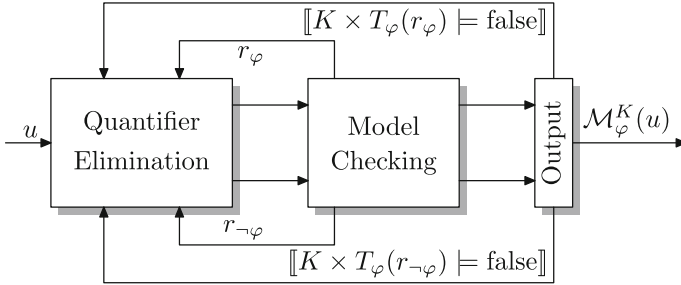 ⟦K × T_φ(r_φ) ⊨ false⟧
r_φ
u
Quantifier
Elimination
Model
Checking
Output
ℳ_φ^K(u)
r_¬φ
⟦K × T_φ(r_¬φ) ⊨ false⟧